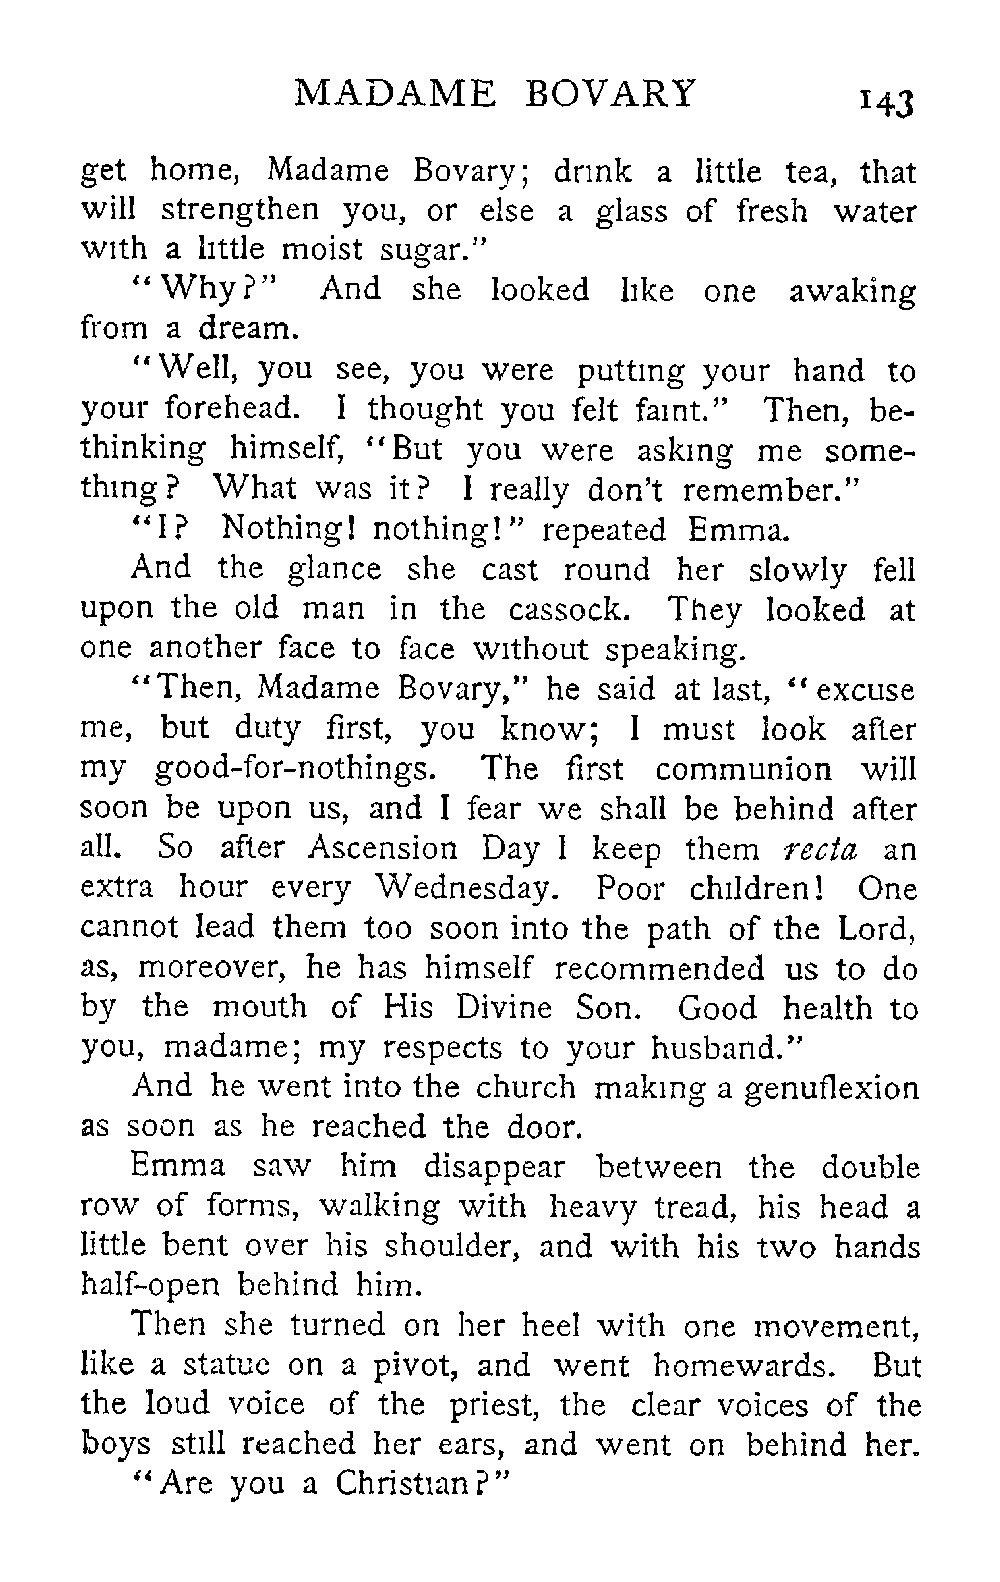 MADAME BOVARY 143
get home, Madame Bovary; drink a little tea, that
will strengthen you, or else a glass of fresh water
with a little moist sugar."
"Why?" And she looked like one awaking
from a dream.
"Well, you see, you were putting your hand to
your forehead. I thought you felt faint." Then, be-
thinking himself, "But you were asking me some-
thing? What was it? I really don't remember."
"I? Nothing! nothing!" repeated Emma.
And the glance she cast round her slowly fell
upon the old man in the cassock. They looked at
one another face to face without speaking.
"Then, Madame Bovary," he said at last, "excuse
me, but duty first, you know; I must look after
my good-for-nothings. The first communion will
soon be upon us, and I fear we shall be behind after
all. So after Ascension Day I keep them recta an
extra hour every Wednesday. Poor children! One
cannot lead them too soon into the path of the Lord,
as, moreover, he has himself recommended us to do
by the mouth of His Divine Son. Good health to
you, madame; my respects to your husband."
And he went into the church making a genuflexion
as soon as he reached the door.
Emma saw him disappear between the double
row of forms, walking with heavy tread, his head a
little bent over his shoulder, and with his two hands
half-open behind him.
Then she turned on her heel with one movement,
like a statue on a pivot, and went homewards. But
the loud voice of the priest, the clear voices of the
boys still reached her ears, and went on behind her.
"Are you a Christian?"